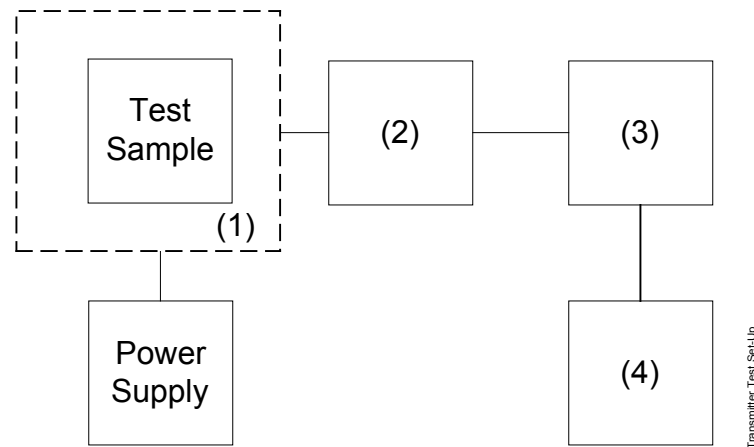 Test
Sample
(1)
(2)
(3)
Power
Supply
(4)
Transmitter Test Set-Up